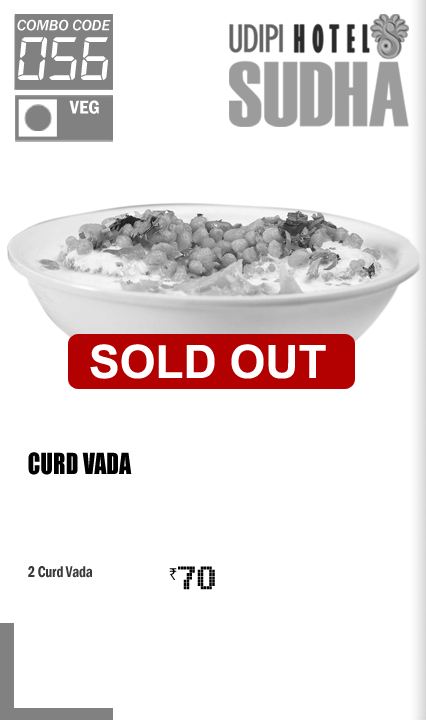 COMBO CODE
056
VEG
UDIPI HOTEL
SUDHA
SOLD OUT
CURD VADA
2 Curd Vada
₹70